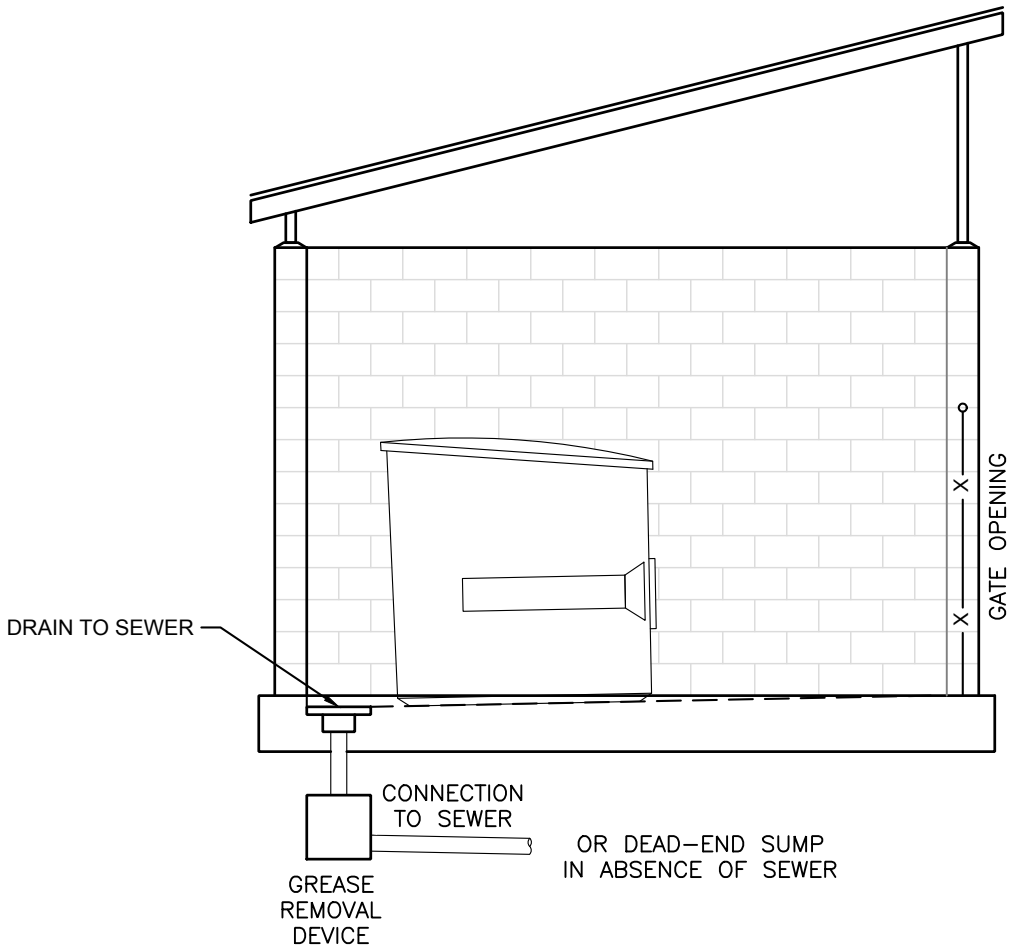 GATE OPENING
DRAIN TO SEWER
CONNECTION
TO SEWER
OR DEAD-END SUMP
IN ABSENCE OF SEWER
GREASE
REMOVAL
DEVICE